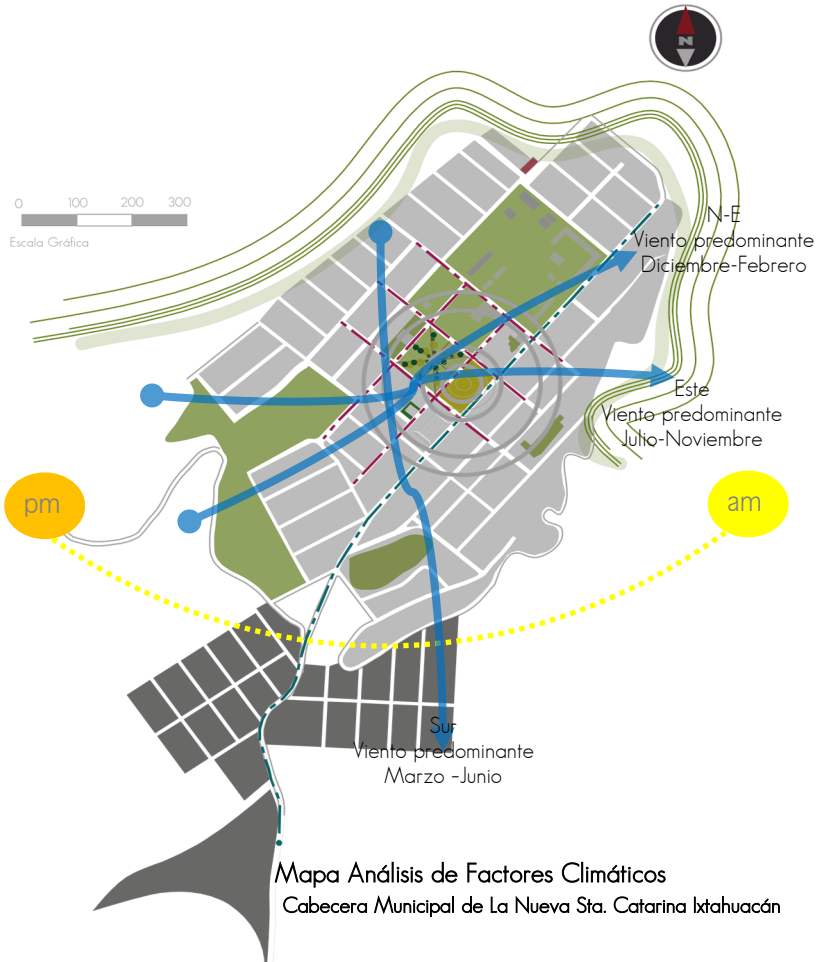 N
0 100 200 300
Escala Gráfica
N-E
Viento predominante
Diciembre-Febrero
Este
Viento predominante
Julio-Noviembre
pm
am
Sur
Viento predominante
Marzo -Junio
Mapa Análisis de Factores Climáticos
Cabecera Municipal de La Nueva Sta. Catarina Ixtahuacán